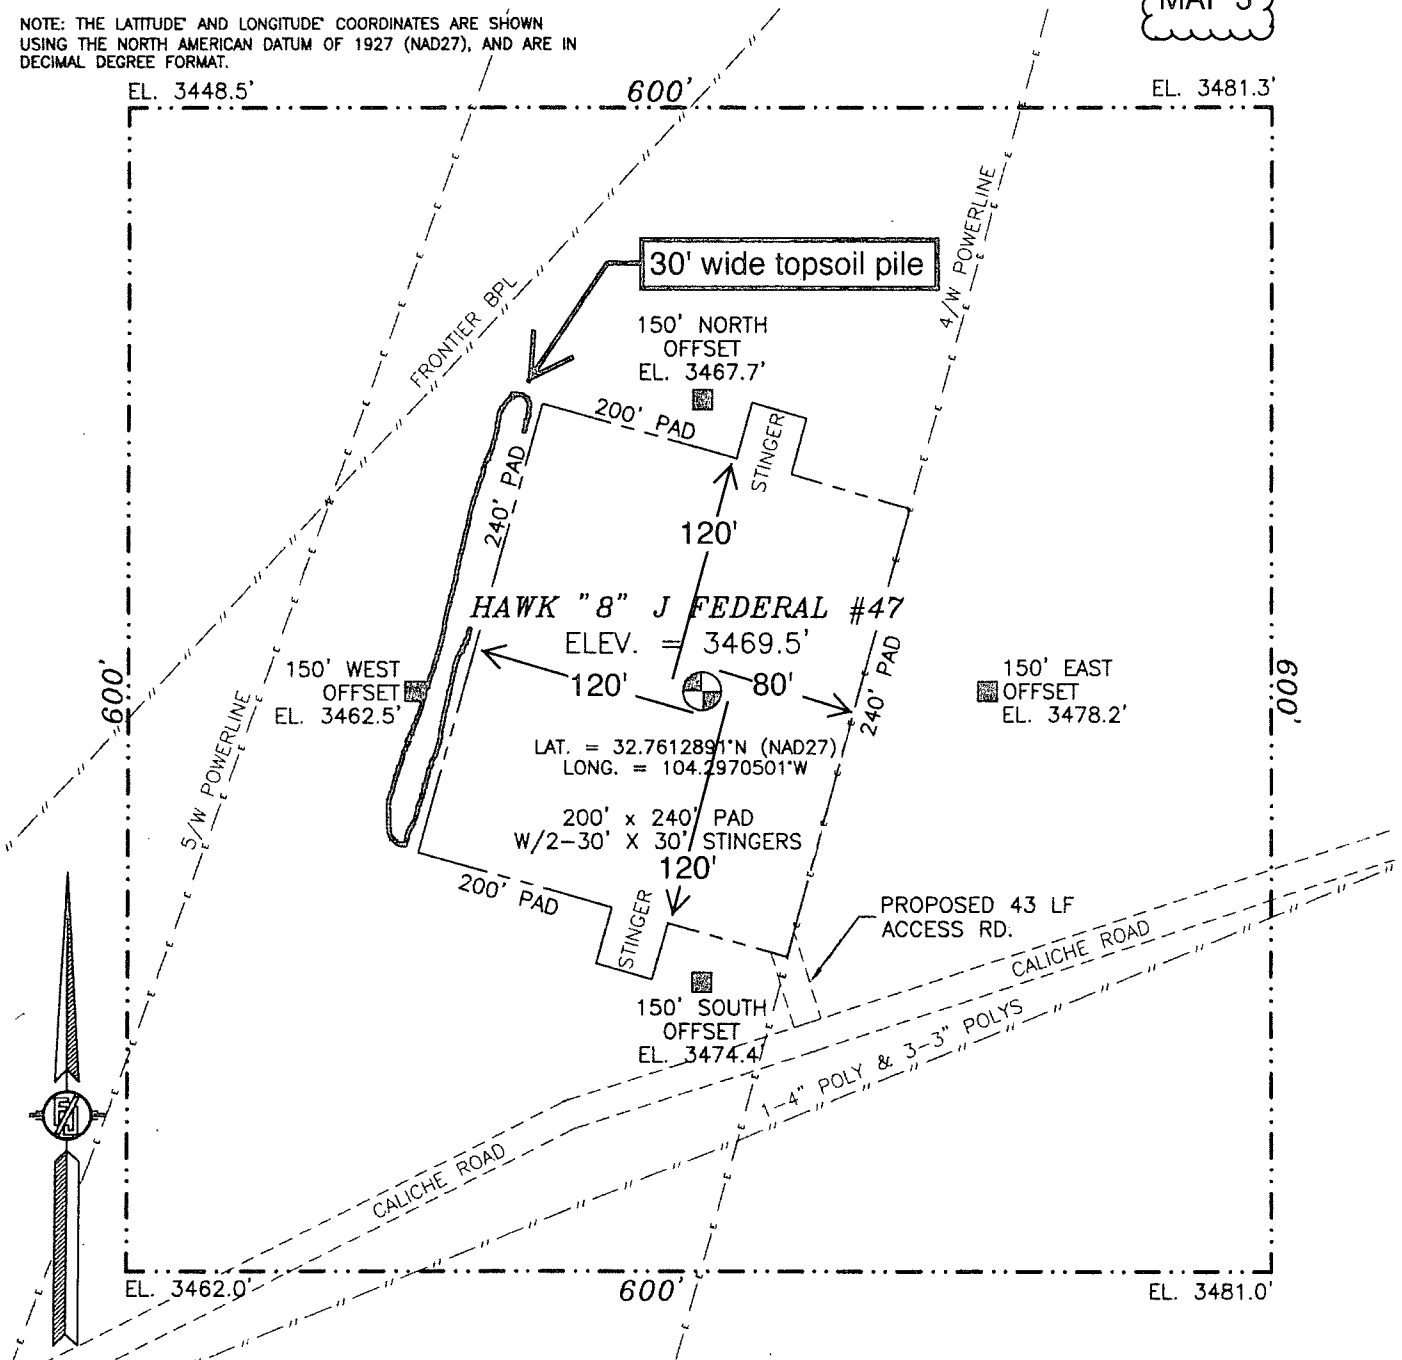 MAP 3
NOTE: THE LATITUDE AND LONGITUDE COORDINATES ARE SHOWN
USING THE NORTH AMERICAN DATUM OF 1927 (NAD27), AND ARE IN
DECIMAL DEGREE FORMAT.
EL. 3448.5'
600'
EL. 3481.3'
4/W POWERLINE
30' wide topsoil pile
FRONTIER BPL
150' NORTH
OFFSET
EL. 3467.7'
200' PAD
STINGER
240' PAD
120'
HAWK "8" J FEDERAL #47
ELEV. = 3469.5'
600'
150' WEST
OFFSET
EL. 3462.5'
120'
80'
240' PAD
150' EAST
OFFSET
EL. 3478.2'
600'
5/W POWERLINE
LAT. = 32.7612891°N (NAD27)
LONG. = 104.2970501°W
200' x 240' PAD
W/2-30' X 30' STINGERS
120'
200' PAD
STINGER
PROPOSED 43 LF
ACCESS RD.
CALICHE ROAD
150' SOUTH
OFFSET
EL. 3474.4'
1-4" POLY & 3-3" POLYS
CALICHE ROAD
EL. 3462.0'
600'
EL. 3481.0'